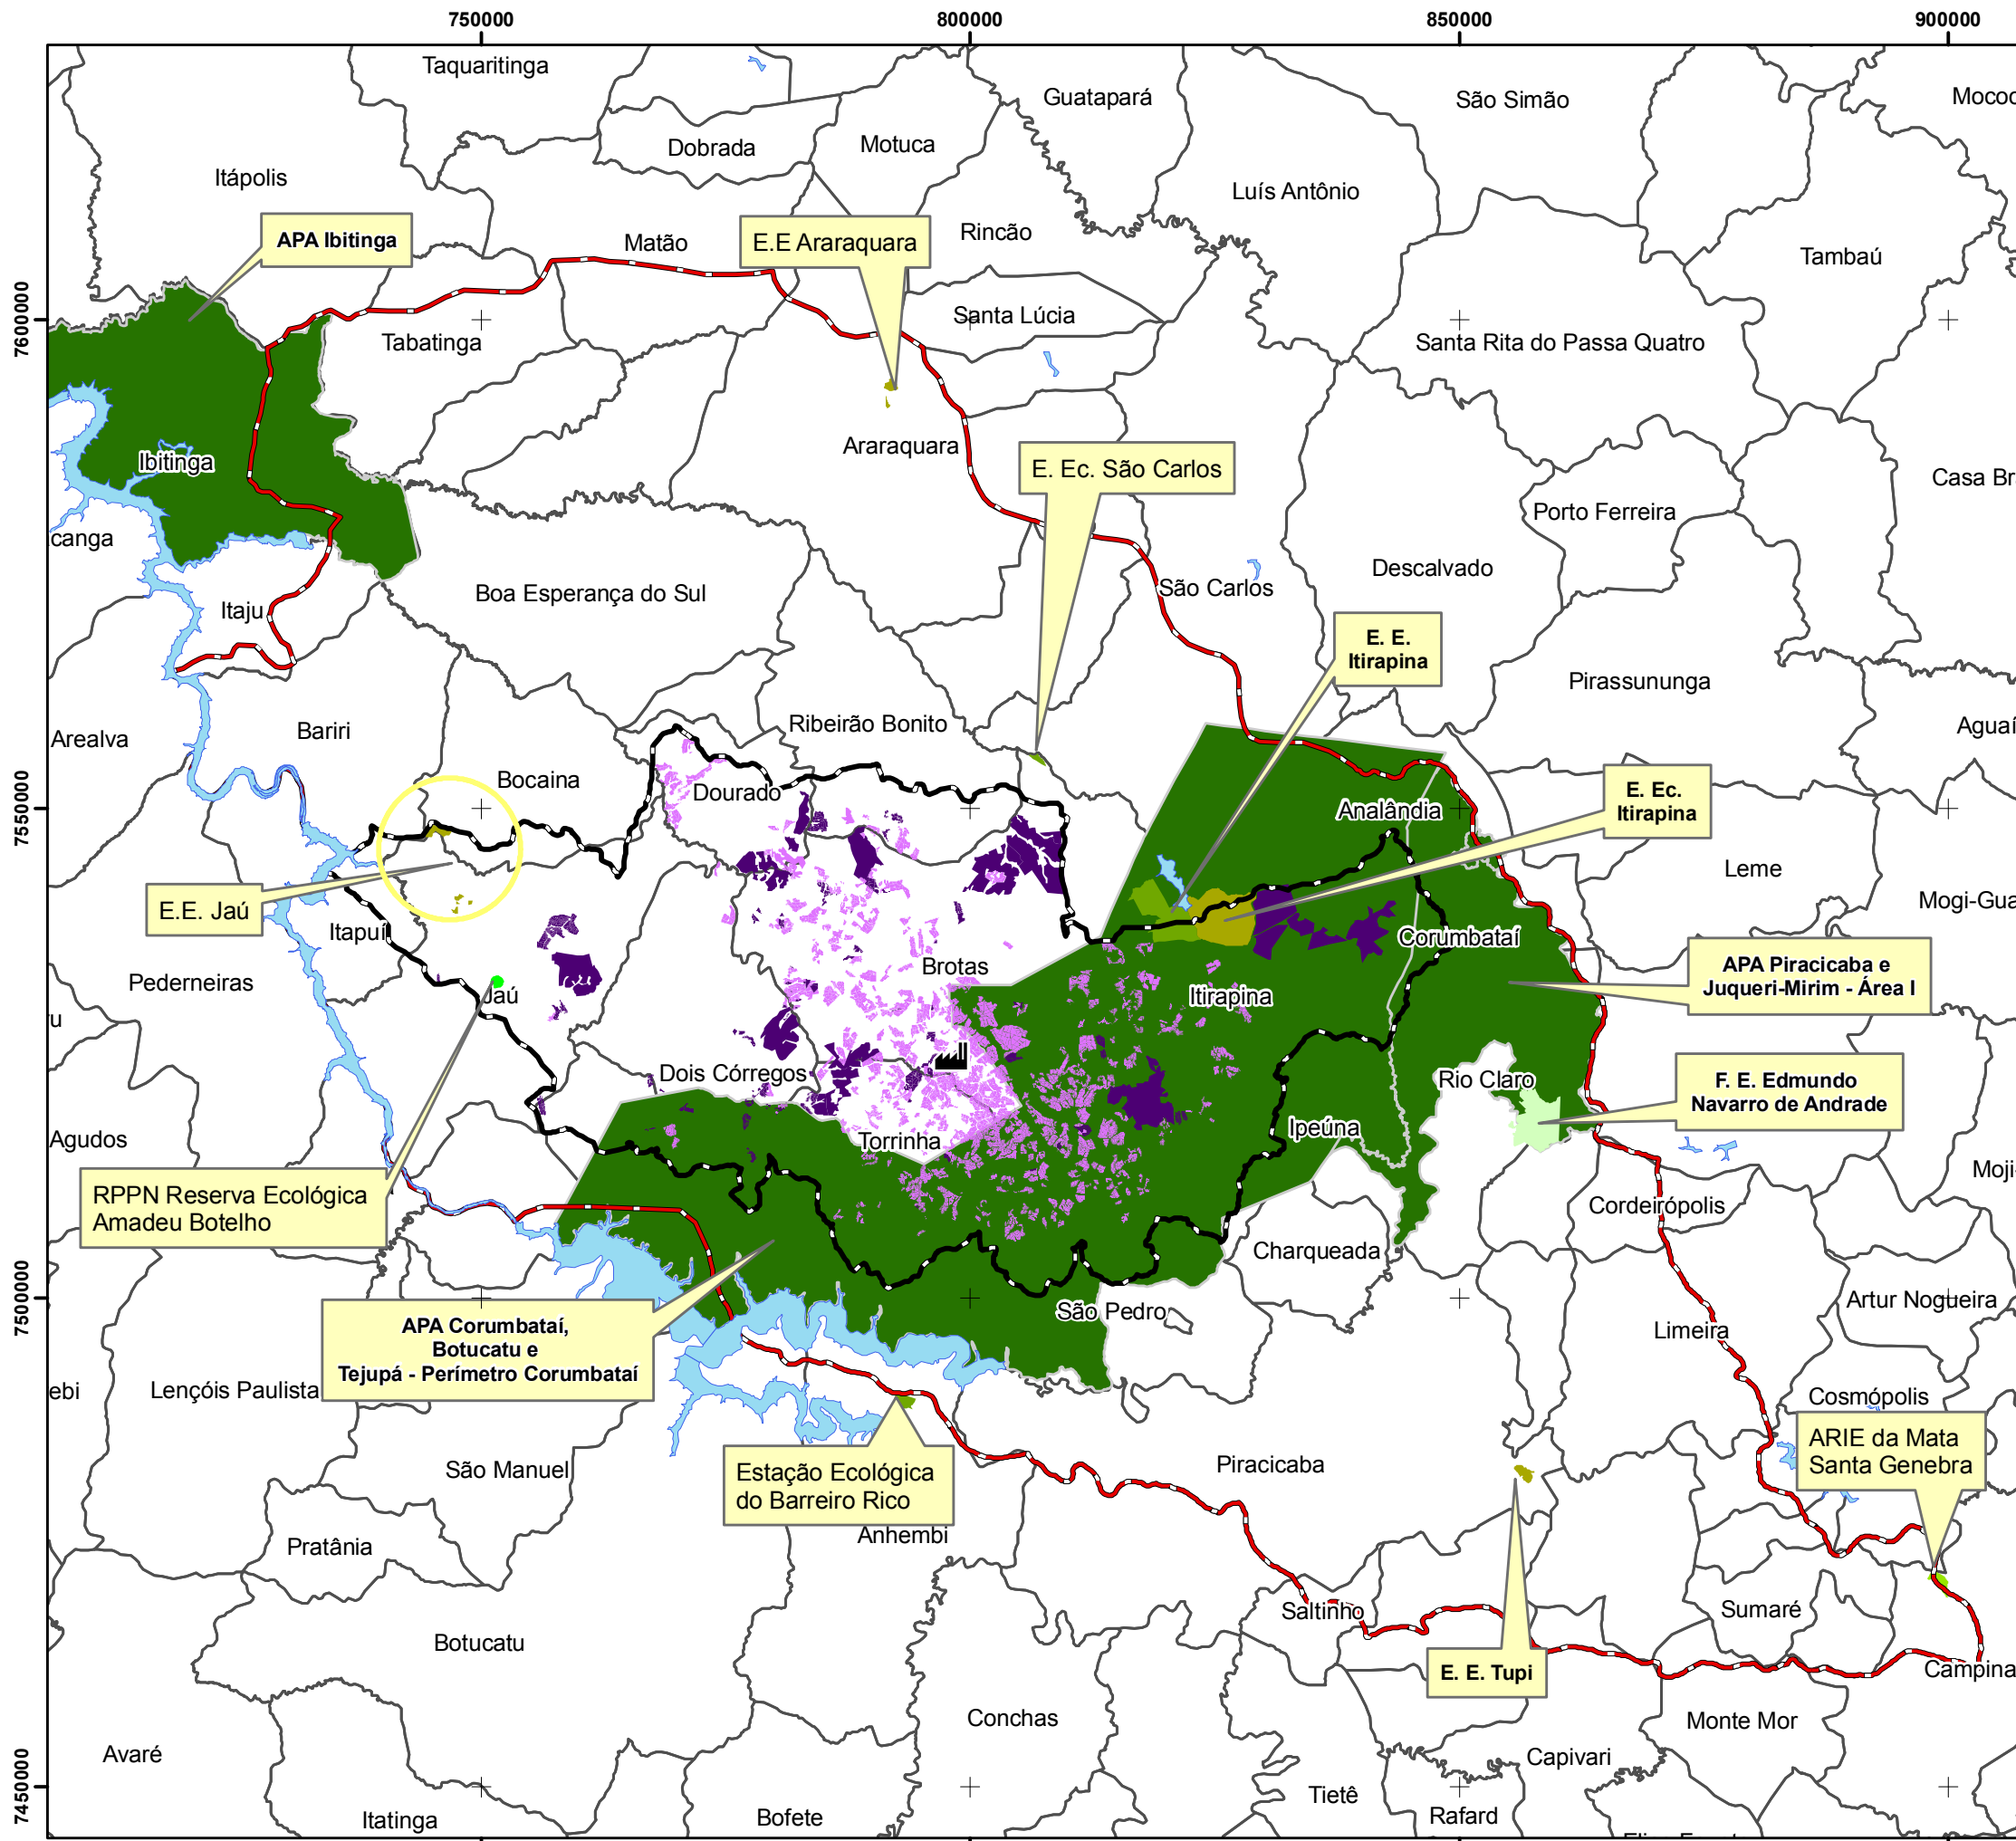 750000
800000
850000
900000
Taquaritinga
Guatapará
São Simão
Mococ
Dobrada
Motuca
Itápolis
Luís Antônio
APA Ibitinga
Matão
E.E Araraquara
Rincão
Tambaú
7600000
Santa Lúcia
Tabatinga
Santa Rita do Passa Quatro
Ibitinga
Araraquara
E. Ec. São Carlos
Casa Br
Porto Ferreira
canga
Descalvado
Boa Esperança do Sul
São Carlos
Itaju
E. E.
Itirapina
Pirassununga
Arealva
Bariri
Ribeirão Bonito
Aguaí
Bocaina
Dourado
7550000
Analândia
E. Ec.
Itirapina
Leme
E.E. Jaú
Itapuí
Mogi-Gua
Corumbataí
Pederneiras
Brotas
Itirapina
APA Piracicaba e
Juqueri-Mirim - Área I
Jaú
ru
Dois Córregos
Rio Claro
F. E. Edmundo
Navarro de Andrade
Agudos
Torrinha
Ipeúna
Moji
RPPN Reserva Ecológica
Amadeu Botelho
Cordeirópolis
Charqueada
7500000
São Pedro
Artur Nogueira
APA Corumbataí,
Botucatu e
Tejupá - Perímetro Corumbataí
Limeira
ebi
Lençóis Paulista
Cosmópolis
ARIE da Mata
Santa Genebra
São Manuel
Estação Ecológica
do Barreiro Rico
Piracicaba
Pratânia
Anhembi
Saltinho
Sumaré
Botucatu
E. E. Tupi
Campina
Conchas
Monte Mor
Avaré
Capivari
7450000
Tietê
Itatinga
Bofete
Rafard